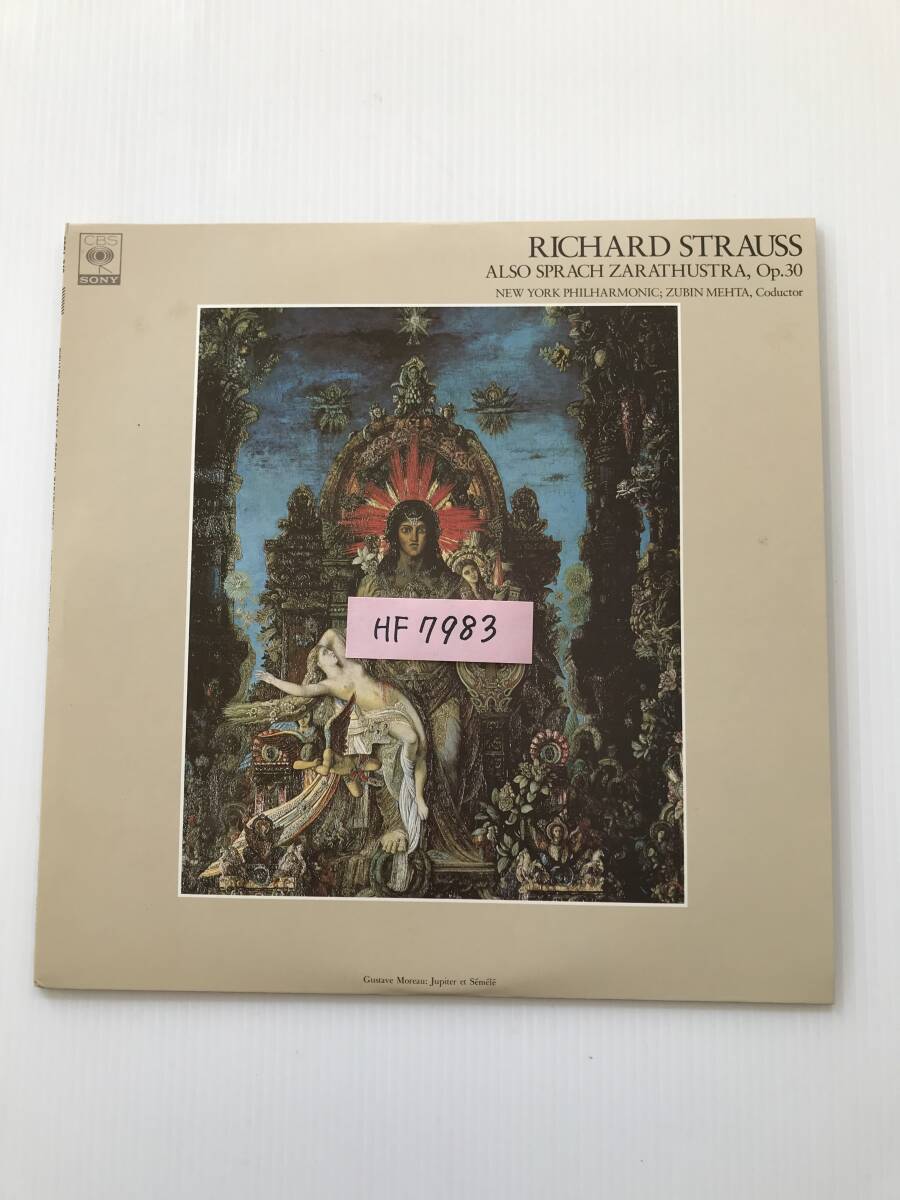 CBS
SONY
RICHARD STRAUSS
ALSO SPRACH ZARATHUSTRA, Op.30
NEW YORK PHILHARMONIC; ZUBIN MEHTA, Coductor
HF 7983
Gustave Moreau: Jupiter et Sémélé